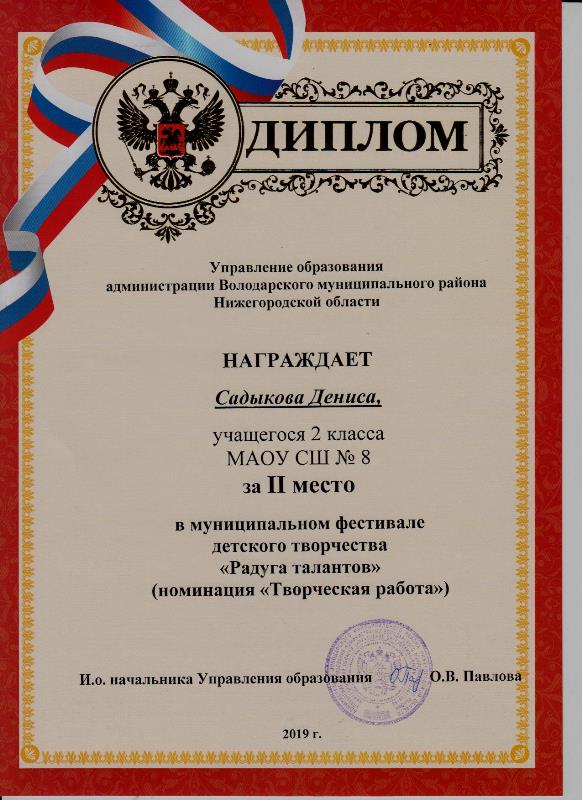 ДИПЛОМ
Управление образования
администрации Володарского муниципального района
Нижегородской области
НАГРАЖДАЕТ
Садыкова Дениса,
учащегося 2 класса
МАОУ СШ № 8
за II место
в муниципальном фестивале
детского творчества
«Радуга талантов»
(номинация «Творческая работа»)
И.о. начальника Управления образования О.В. Павлова
2019 г.